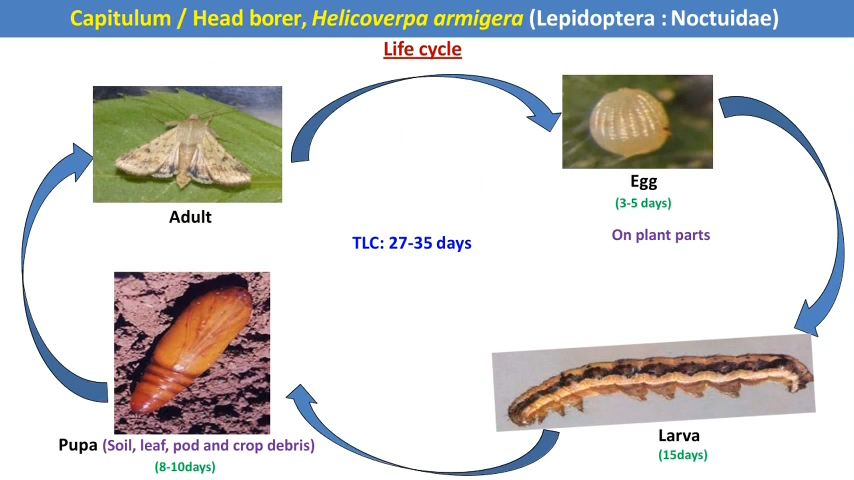 Capitulum / Head borer, Helicoverpa armigera (Lepidoptera : Noctuidae)
Life cycle
Adult
Egg
(3-5 days)
On plant parts
TLC: 27-35 days
Larva
(15days)
Pupa (Soil, leaf, pod and crop debris)
(8-10days)